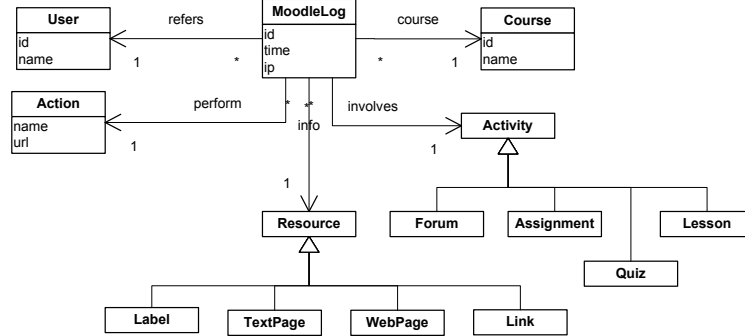 User
id
name
refers
1
*
MoodleLog
id
time
ip
course
*
1
Course
id
name
Action
name
url
perform
1
*
**
info
1
involves
1
Activity
Resource
Forum
Assignment
Lesson
Quiz
Label
TextPage
WebPage
Link